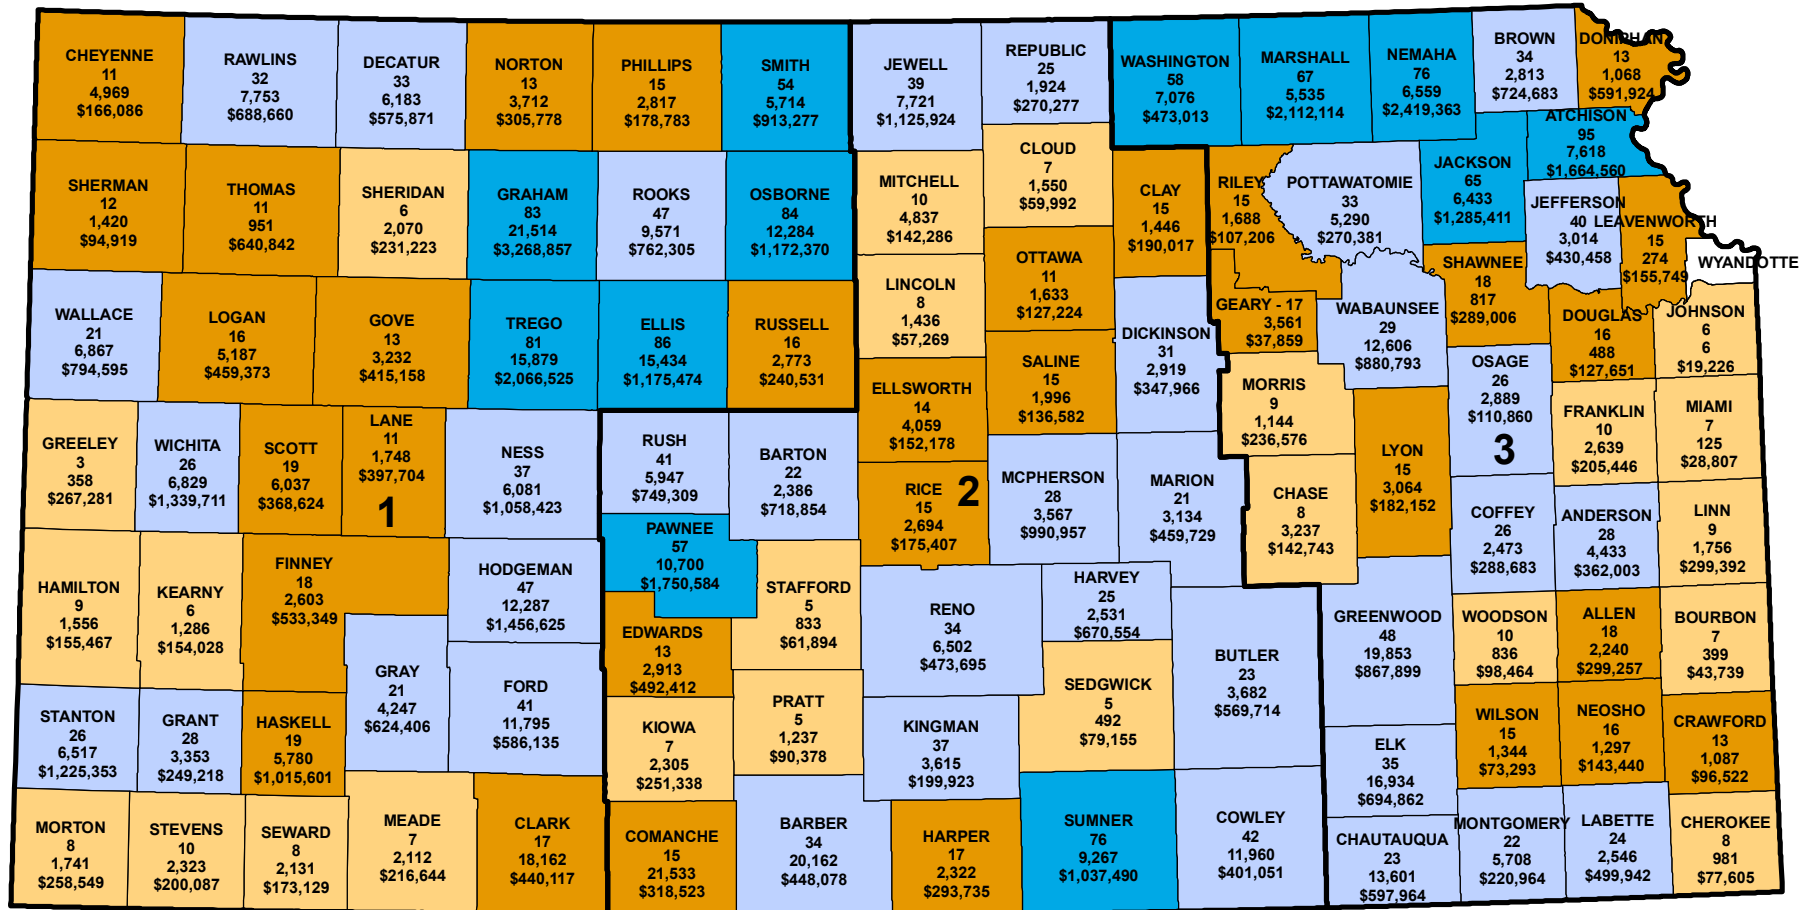 CHEYENNE
11
4,969
$166,086
RAWLINS
32
7,753
$688,660
DECATUR
33
6,183
$575,871
NORTON
13
3,712
$305,778
PHILLIPS
15
2,817
$178,783
SMITH
54
5,714
$913,277
JEWELL
39
7,721
$1,125,924
REPUBLIC
25
1,924
$270,277
WASHINGTON
58
7,076
$473,013
MARSHALL
67
5,535
$2,112,114
NEMAHA
76
6,559
$2,419,363
BROWN
34
2,813
$724,683
DONIPHAN
13
1,068
$591,924
ATCHISON
95
7,618
$1,664,560
SHERMAN
12
1,420
$94,919
THOMAS
11
951
$640,842
SHERIDAN
6
2,070
$231,223
GRAHAM
83
21,514
$3,268,857
ROOKS
47
9,571
$762,305
OSBORNE
84
12,284
$1,172,370
MITCHELL
10
4,837
$142,286
CLOUD
7
1,550
$59,992
CLAY
15
1,446
$190,017
RILEY
15
1,688
$107,206
POTTAWATOMIE
33
5,290
$270,381
JACKSON
65
6,433
$1,285,411
JEFFERSON
40
3,014
$430,458
LEAVENWORTH
15
274
$155,749
WYANDOTTE
WALLACE
21
6,867
$794,595
LOGAN
16
5,187
$459,373
GOVE
13
3,232
$415,158
TREGO
81
15,879
$2,066,525
ELLIS
86
15,434
$1,175,474
RUSSELL
16
2,773
$240,531
LINCOLN
8
1,436
$57,269
OTTAWA
11
1,633
$127,224
DICKINSON
31
2,919
$347,966
GEARY - 17
3,561
$37,859
WABAUNSEE
29
12,606
$880,793
SHAWNEE
18
817
$289,006
DOUGLAS
16
488
$127,651
JOHNSON
6
6
$19,226
ELLSWORTH
14
4,059
$152,178
SALINE
15
1,996
$136,582
MORRIS
9
1,144
$236,576
OSAGE
26
2,889
$110,860
3
FRANKLIN
10
2,639
$205,446
MIAMI
7
125
$28,807
GREELEY
3
358
$267,281
WICHITA
26
6,829
$1,339,711
SCOTT
19
6,037
$368,624
LANE
11
1,748
$397,704
1
NESS
37
6,081
$1,058,423
RUSH
41
5,947
$749,309
BARTON
22
2,386
$718,854
RICE
15
2,694
$175,407
2
MCPHERSON
28
3,567
$990,957
MARION
21
3,134
$459,729
CHASE
8
3,237
$142,743
LYON
15
3,064
$182,152
COFFEY
26
2,473
$288,683
ANDERSON
28
4,433
$362,003
LINN
9
1,756
$299,392
HAMILTON
9
1,556
$155,467
KEARNY
6
1,286
$154,028
FINNEY
18
2,603
$533,349
HODGEMAN
47
12,287
$1,456,625
PAWNEE
57
10,700
$1,750,584
STAFFORD
5
833
$61,894
RENO
34
6,502
$473,695
HARVEY
25
2,531
$670,554
BUTLER
23
3,682
$569,714
GREENWOOD
48
19,853
$867,899
WOODSON
10
836
$98,464
ALLEN
18
2,240
$299,257
BOURBON
7
399
$43,739
EDWARDS
13
2,913
$492,412
GRAY
21
4,247
$624,406
FORD
41
11,795
$586,135
STANTON
26
6,517
$1,225,353
GRANT
28
3,353
$249,218
HASKELL
19
5,780
$1,015,601
KIOWA
7
2,305
$251,338
PRATT
5
1,237
$90,378
KINGMAN
37
3,615
$199,923
SEDGWICK
5
492
$79,155
ELK
35
16,934
$694,862
WILSON
15
1,344
$73,293
NEOSHO
16
1,297
$143,440
CRAWFORD
13
1,087
$96,522
MORTON
8
1,741
$258,549
STEVENS
10
2,323
$200,087
SEWARD
8
2,131
$173,129
MEADE
7
2,112
$216,644
CLARK
17
18,162
$440,117
COMANCHE
15
21,533
$318,523
BARBER
34
20,162
$448,078
HARPER
17
2,322
$293,735
SUMNER
76
9,267
$1,037,490
COWLEY
42
11,960
$401,051
CHAUTAUQUA
23
13,601
$597,964
MONTGOMERY
22
5,708
$220,964
LABETTE
24
2,546
$499,942
CHEROKEE
8
981
$77,605